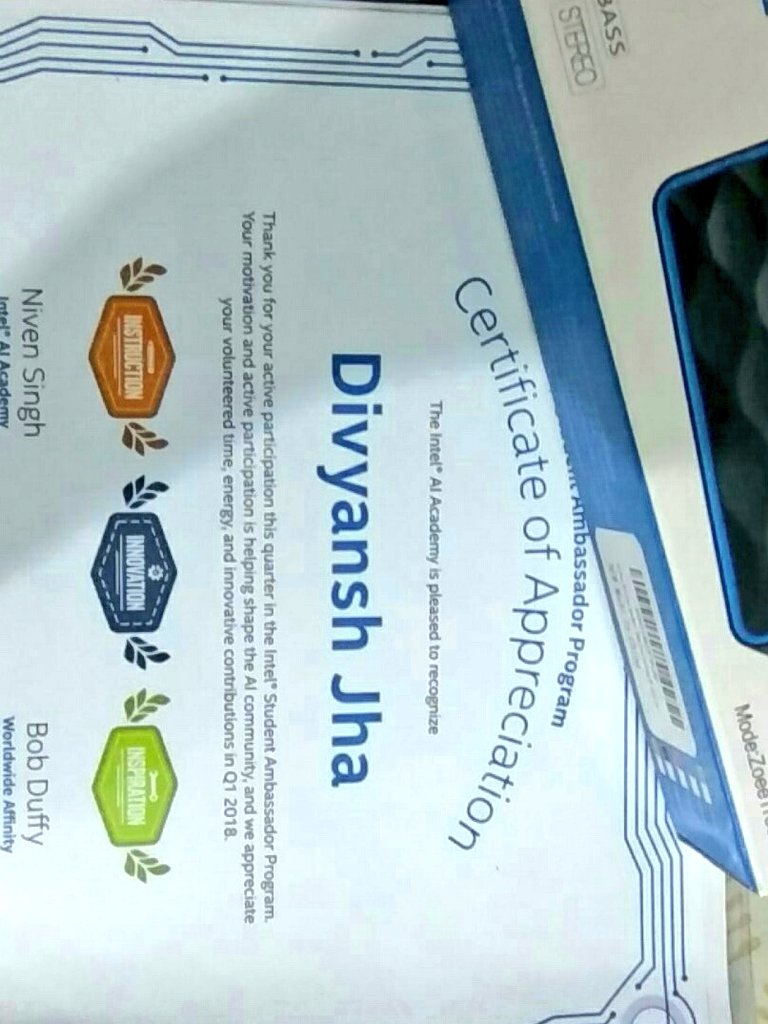 BASS
STEREO
Ambassador Program
Certificate of Appreciation
The Intel® AI Academy is pleased to recognize
Divyansh Jha
Thank you for your active participation this quarter in the Intel® Student Ambassador Program.
Your motivation and active participation is helping shape the AI community, and we appreciate
your volunteered time, energy, and innovative contributions in Q1 2018.
INSTRUCTION
INNOVATION
INSPIRATION
Niven Singh
Intel® AI Academy
Bob Duffy
Worldwide Affinity